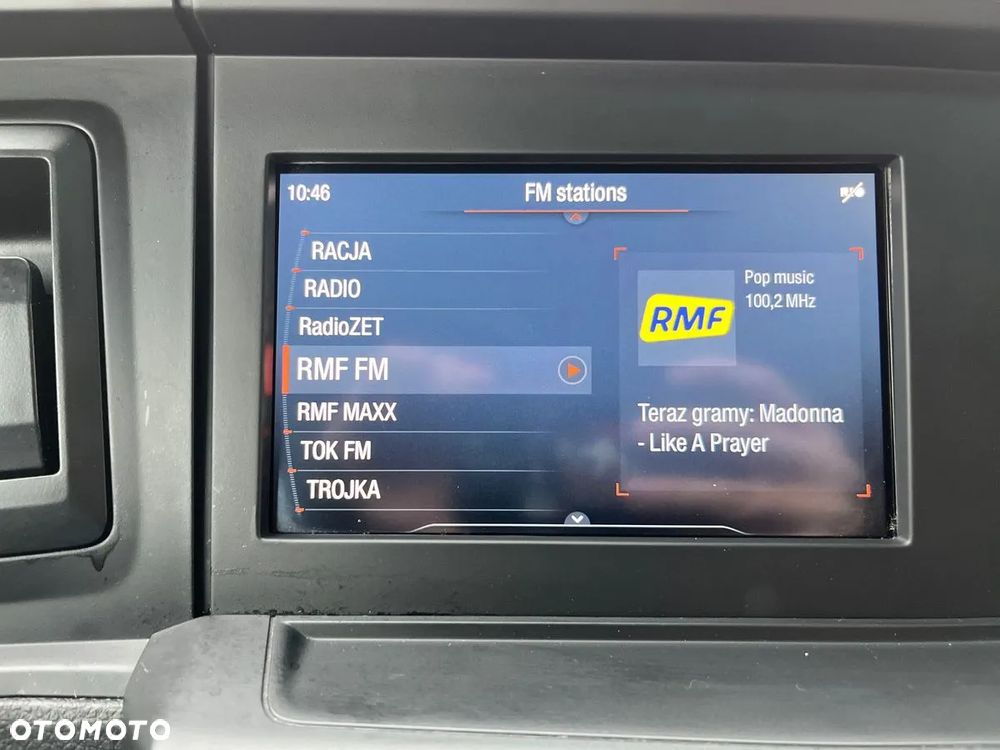 10:46
FM stations
RACJA
RADIO
RadioZET
RMF FM
RMF MAXX
TOK FM
TROJKA
RMF
Pop music
100,2 MHz
Teraz gramy: Madonna
- Like A Prayer
OTOMOTO